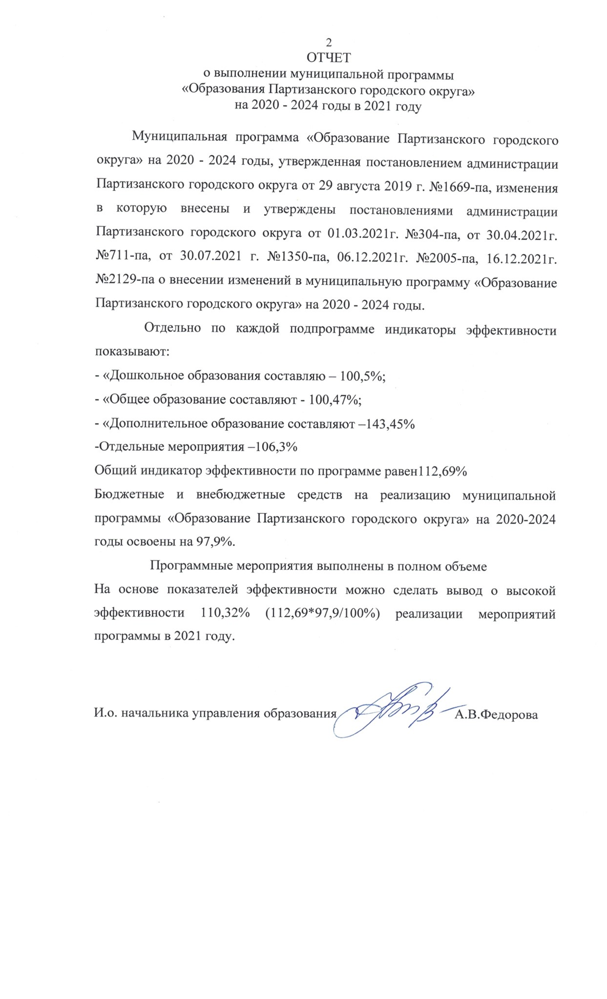 2
ОТЧЕТ
о выполнении муниципальной программы
«Образования Партизанского городского округа»
на 2020 - 2024 годы в 2021 году
Муниципальная программа «Образование Партизанского городского
округа» на 2020 - 2024 годы, утвержденная постановлением администрации
Партизанского городского округа от 29 августа 2019 г. №1669-па, изменения
в которую внесены и утверждены постановлениями администрации
Партизанского городского округа от 01.03.2021г. №304-па, от 30.04.2021г.
№711-па, от 30.07.2021 г. №1350-па, 06.12.2021г. №2005-па, 16.12.2021г.
№2129-па о внесении изменений в муниципальную программу «Образование
Партизанского городского округа» на 2020 - 2024 годы.
Отдельно по каждой подпрограмме индикаторы эффективности
показывают:
- «Дошкольное образования составляю – 100,5%;
- «Общее образование составляют - 100,47%;
- «Дополнительное образование составляют –143,45%
-Отдельные мероприятия –106,3%
Общий индикатор эффективности по программе равен112,69%
Бюджетные и внебюджетные средств на реализацию муниципальной
программы «Образование Партизанского городского округа» на 2020-2024
годы освоены на 97,9%.
Программные мероприятия выполнены в полном объеме
На основе показателей эффективности можно сделать вывод о высокой
эффективности 110,32% (112,69*97,9/100%) реализации мероприятий
программы в 2021 году.
И.о. начальника управления образования А.В.Федорова